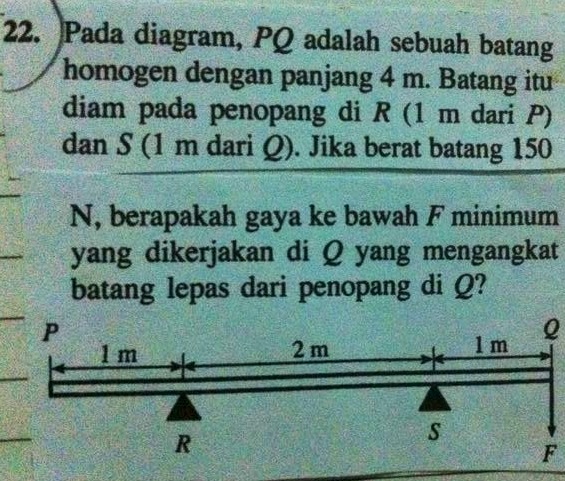 22. Pada diagram, PQ adalah sebuah batang
homogen dengan panjang 4 m. Batang itu
diam pada penopang di R (1 m dari P)
dan S (1 m dari Q). Jika berat batang 150
N, berapakah gaya ke bawah F minimum
yang dikerjakan di Q yang mengangkat
batang lepas dari penopang di Q?
P Q
1 m 2 m 1 m
R S F